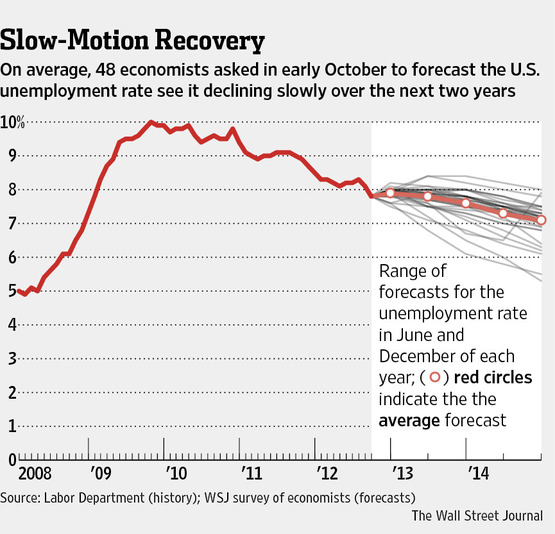 Slow-Motion Recovery
On average, 48 economists asked in early October to forecast the U.S.
unemployment rate see it declining slowly over the next two years
10%
9
8
7
6
5
4
3
2
1
0
Range of
forecasts for the
unemployment rate
in June and
December of each
year; ( ) red circles
indicate the the
average forecast
2008 ’09 ’10 ’11 ’12 ’13 ’14
Source: Labor Department (history); WSJ survey of economists (forecasts)
The Wall Street Journal